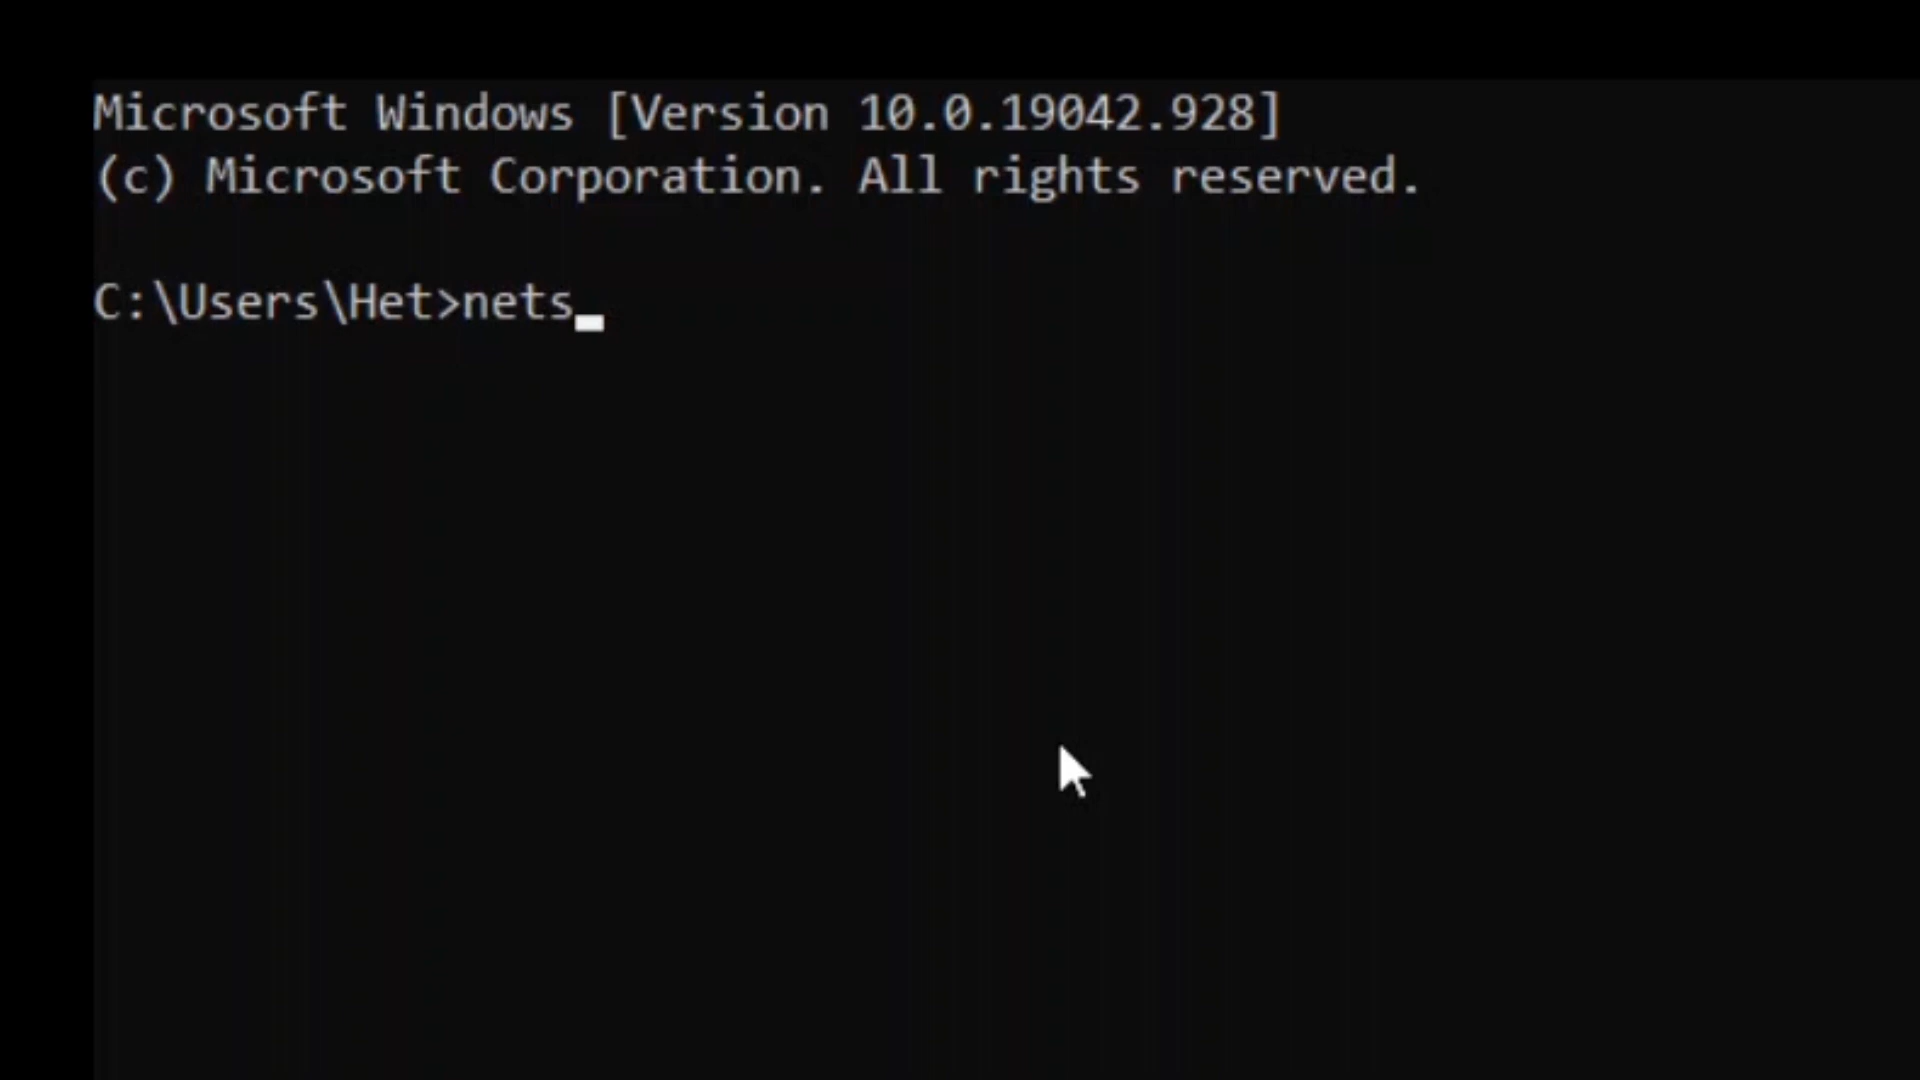 Microsoft Windows [Version 10.0.19042.928]
(c) Microsoft Corporation. All rights reserved.
C:\Users\Het>nets